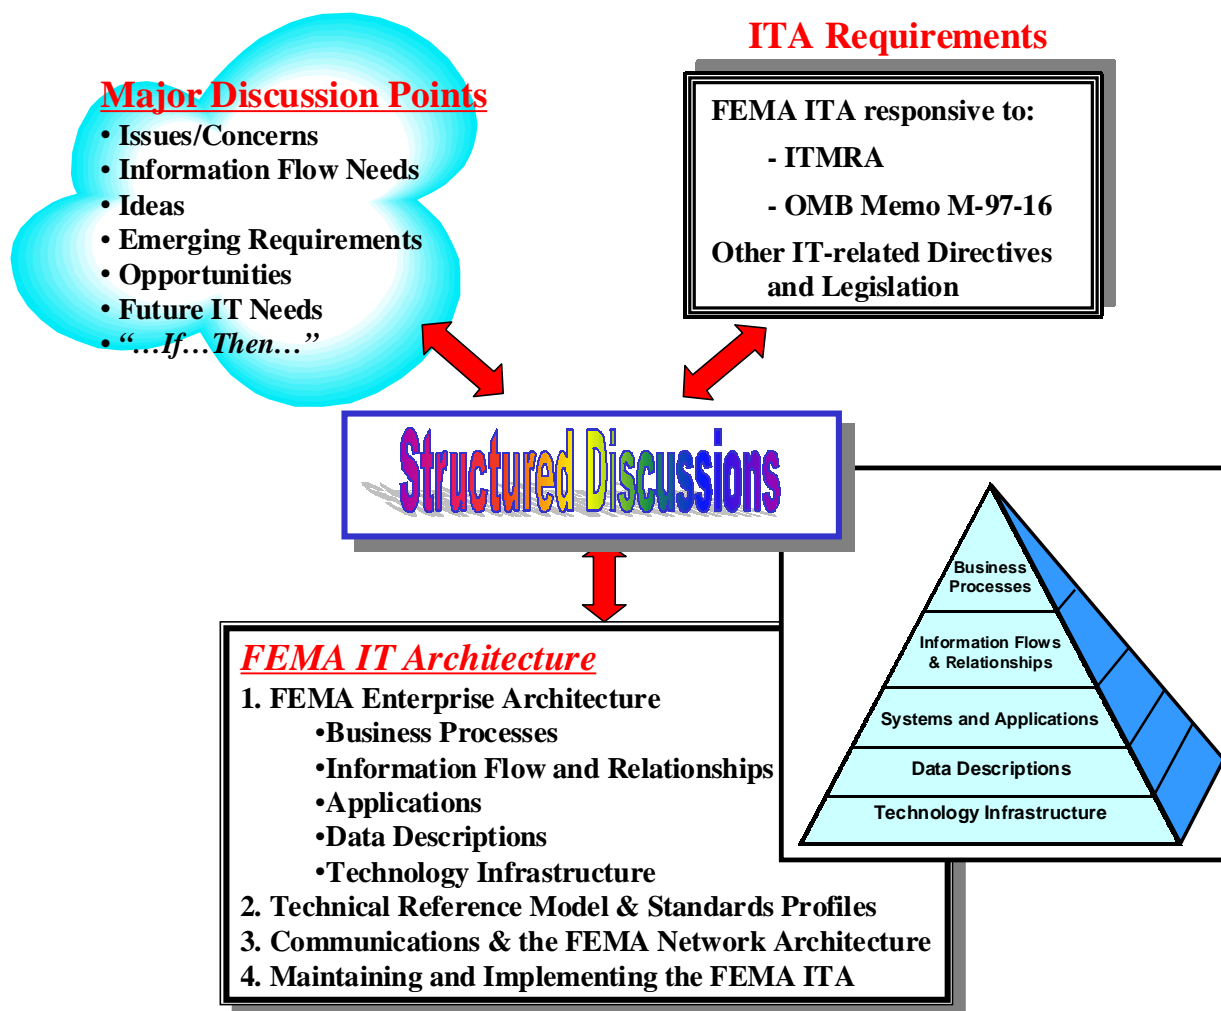 Major Discussion Points
• Issues/Concerns
• Information Flow Needs
• Ideas
• Emerging Requirements
• Opportunities
• Future IT Needs
• “…If…Then…”
ITA Requirements
FEMA ITA responsive to:
- ITMRA
- OMB Memo M-97-16
Other IT-related Directives
and Legislation
Structured Discussions
Business
Processes
Information Flows
& Relationships
Systems and Applications
Data Descriptions
Technology Infrastructure
FEMA IT Architecture
1. FEMA Enterprise Architecture
•Business Processes
•Information Flow and Relationships
•Applications
•Data Descriptions
•Technology Infrastructure
2. Technical Reference Model & Standards Profiles
3. Communications & the FEMA Network Architecture
4. Maintaining and Implementing the FEMA ITA